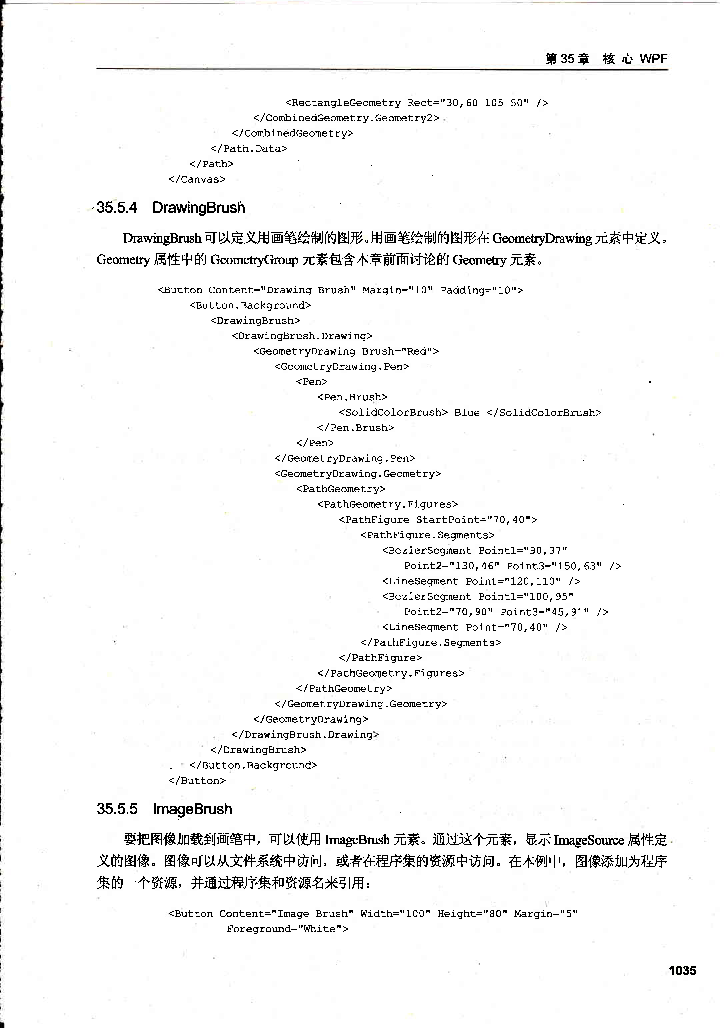 第 35 章 核 心 WPF
<RectangleGeometry Rect="30,60 105 50" />
</CombinedGeometry.Geometry2>
</CombinedGeometry>
</Path.Data>
</Path>
</Canvas>
35.5.4 DrawingBrush
DrawingBrush 可以定义用画笔绘制的图形。用画笔绘制的图形在 GeometryDrawing 元素中定义。
Geometry 属性中的 GeometryGroup 元素包含本章前面讨论的 Geometry 元素。
<Button Content="Drawing Brush" Margin="10" Padding="10">
<Button.Background>
<DrawingBrush>
<DrawingBrush.Drawing>
<GeometryDrawing Brush="Red">
<GeometryDrawing.Pen>
<Pen>
<Pen.Brush>
<SolidColorBrush> Blue </SolidColorBrush>
</Pen.Brush>
</Pen>
</GeometryDrawing.Pen>
<GeometryDrawing.Geometry>
<PathGeometry>
<PathGeometry.Figures>
<PathFigure StartPoint="70,40">
<PathFigure.Segments>
<BezierSegment Point1="90,37"
Point2="130,46" Point3="150,63" />
<LineSegment Point="120,110" />
<BezierSegment Point1="100,95"
Point2="70,90" Point3="45,91" />
<LineSegment Point="70,40" />
</PathFigure.Segments>
</PathFigure>
</PathGeometry.Figures>
</PathGeometry>
</GeometryDrawing.Geometry>
</GeometryDrawing>
</DrawingBrush.Drawing>
</DrawingBrush>
</Button.Background>
</Button>
35.5.5 ImageBrush
要把图像加载到画笔中，可以使用 ImageBrush 元素。通过这个元素，显示 ImageSource 属性定
义的图像。图像可以从文件系统中访问，或者在程序集的资源中访问。在本例中，图像添加为程序
集的一个资源，并通过程序集和资源名来引用：
<Button Content="Image Brush" Width="100" Height="80" Margin="5"
Foreground="White">
1035